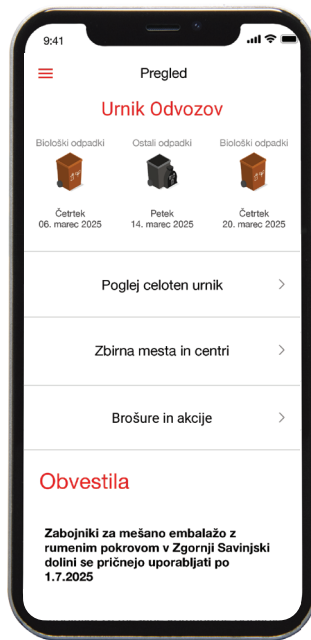 9:41
Pregled
Urnik Odvozov
Biološki odpadki Ostali odpadki Biološki odpadki
Četrtek Petek Četrtek
06. marec 2025 14. marec 2025 20. marec 2025
Poglej celoten urnik
Zbirna mesta in centri
Brošure in akcije
Obvestila
Zabojniki za mešano embalažo z
rumenim pokrovom v Zgornji Savinjski
dolini se pričnejo uporabljati po
1.7.2025